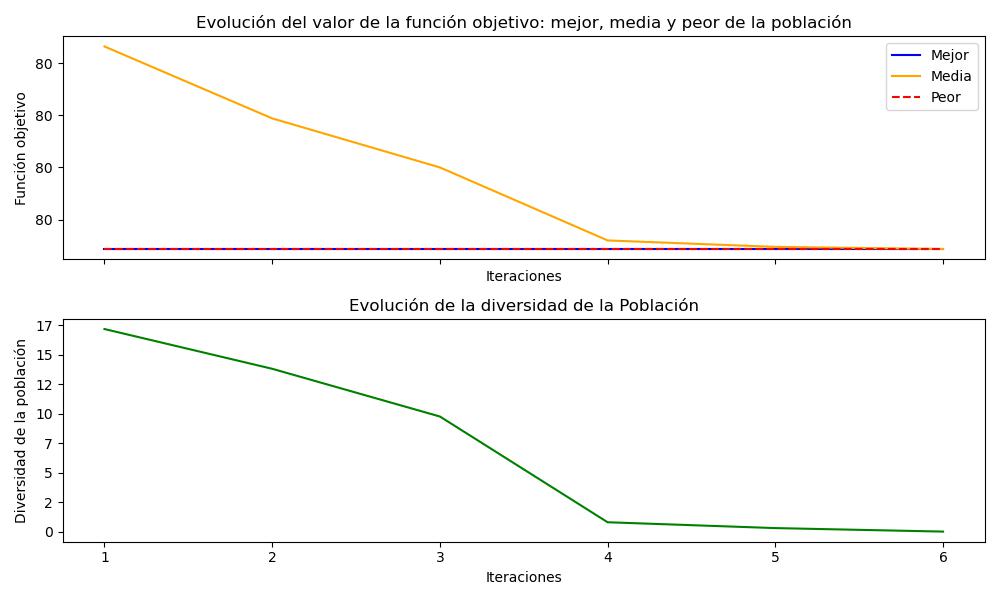 Evolución del valor de la función objetivo: mejor, media y peor de la población
Función objetivo
80
80
80
80
Mejor
Media
Peor
Iteraciones
Evolución de la diversidad de la Población
Diversidad de la población
17
15
12
10
7
5
2
0
1 2 3 4 5 6
Iteraciones